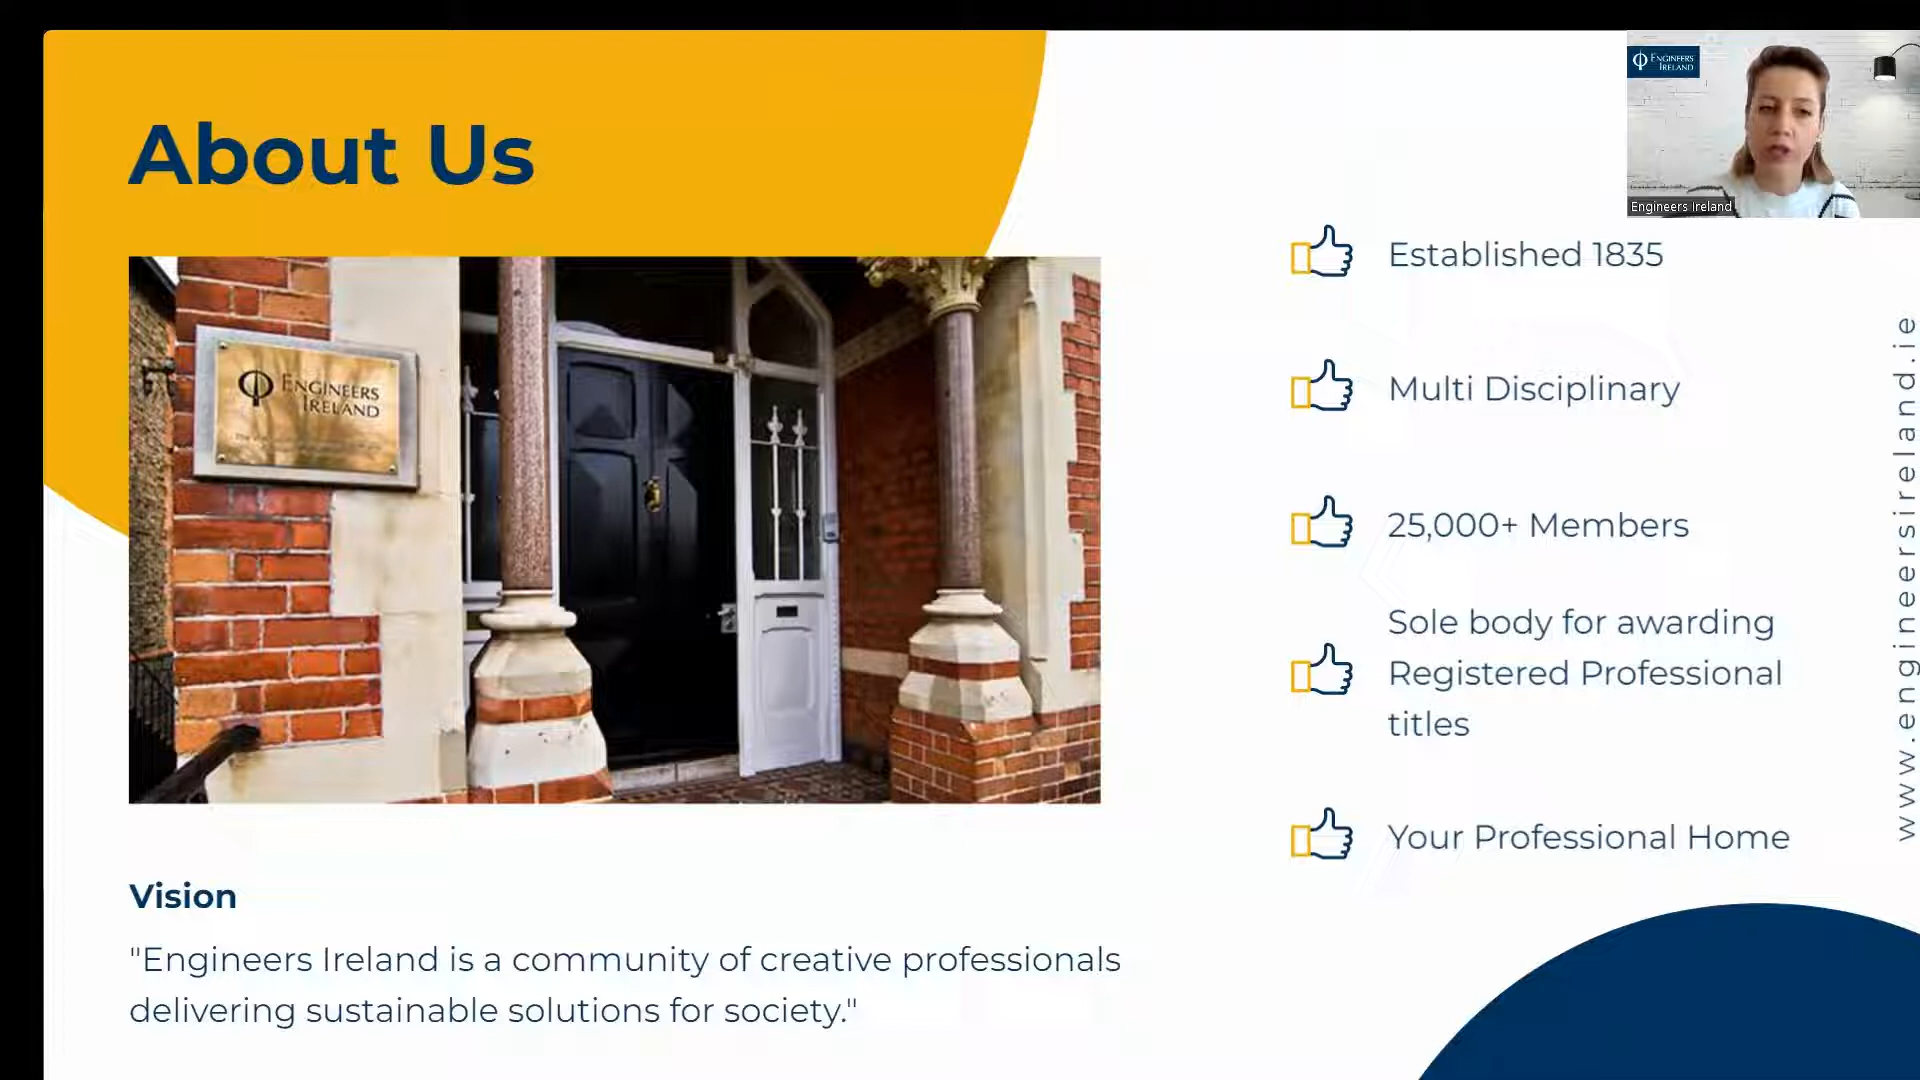 About Us
ENGINEERS
IRELAND
Engineers Ireland
ENGINEERS
IRELAND
Established 1835
Multi Disciplinary
25,000+ Members
Sole body for awarding
Registered Professional
titles
Your Professional Home
www.engineersireland.ie
Vision
"Engineers Ireland is a community of creative professionals
delivering sustainable solutions for society."